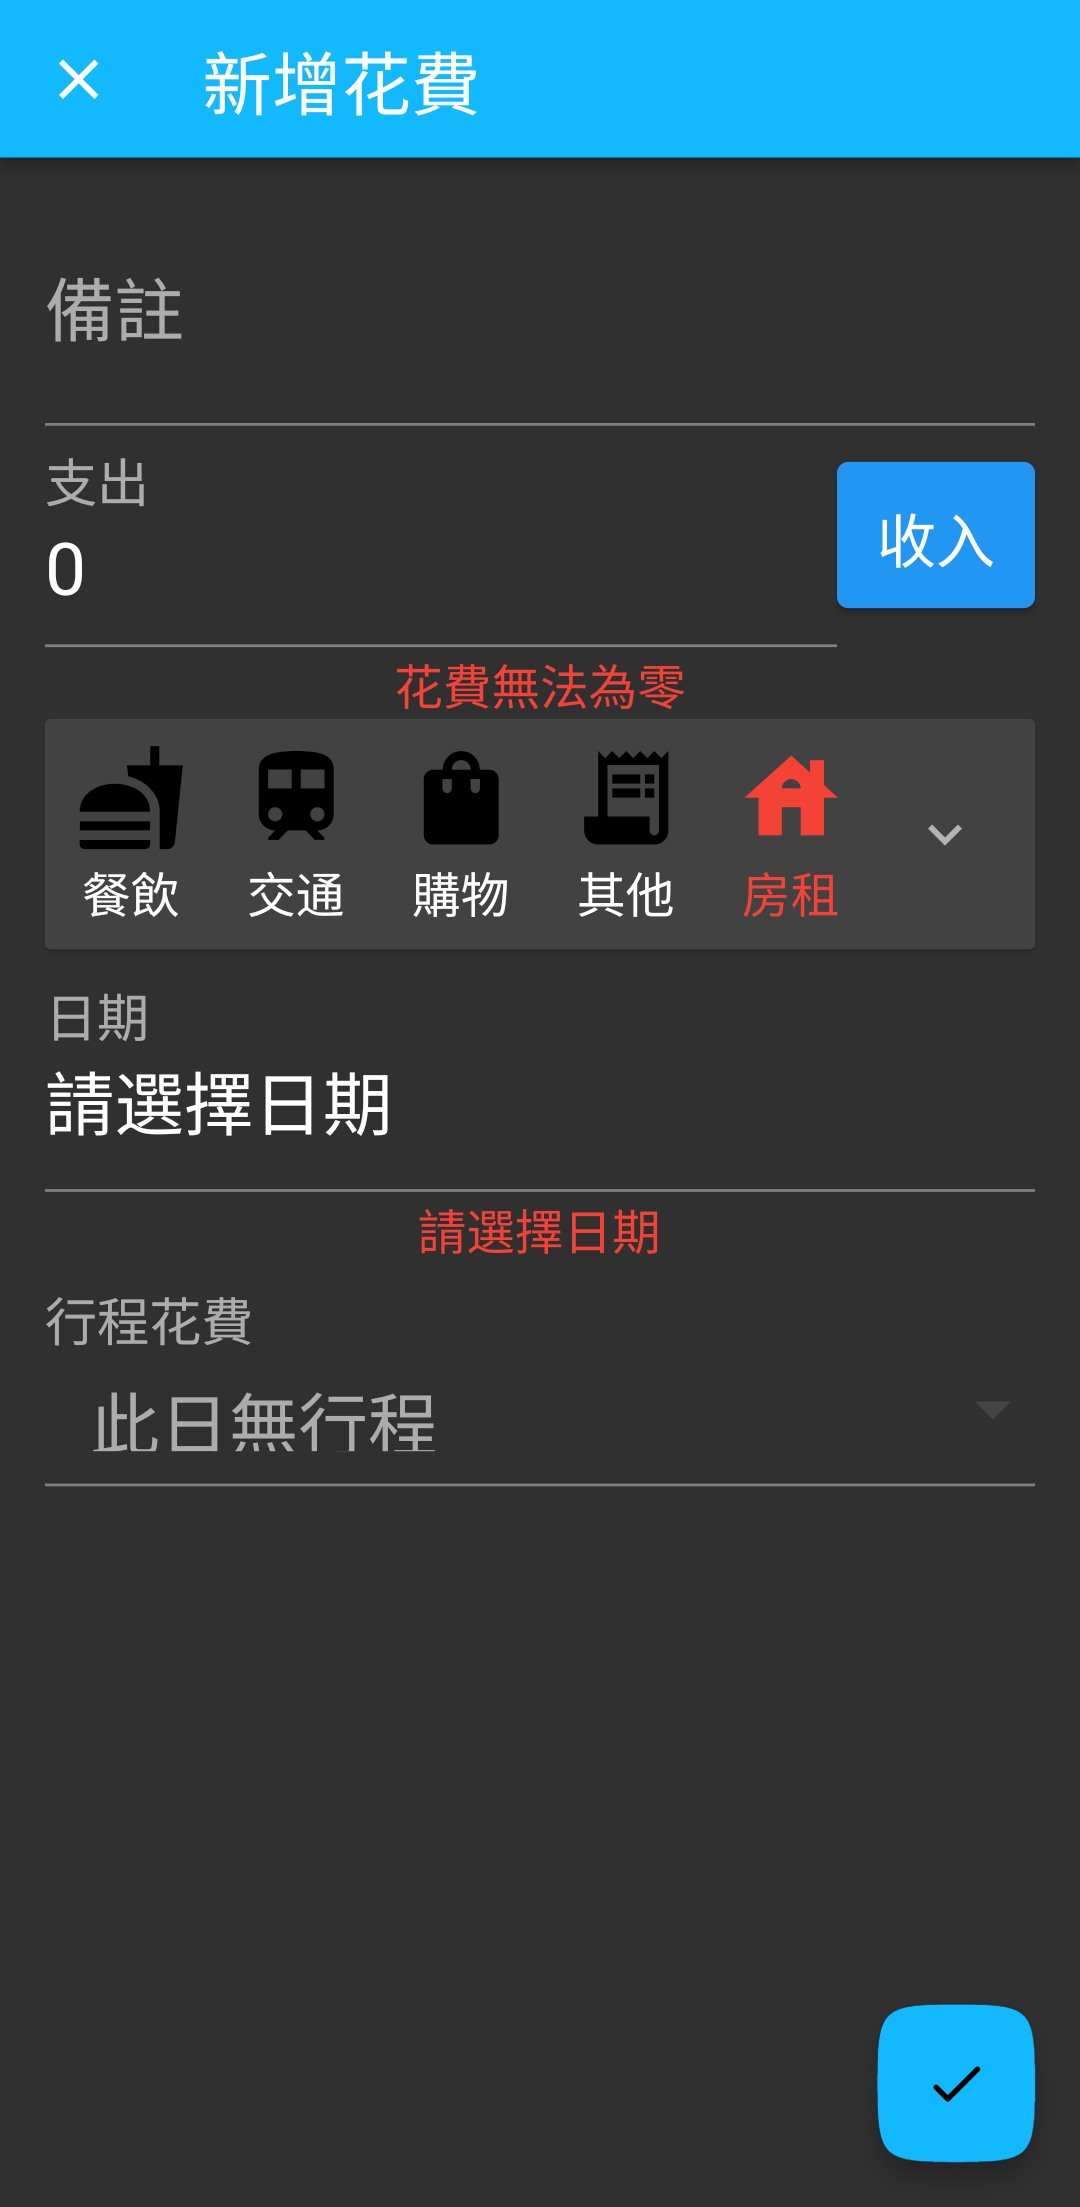 新增花費
備註
支出
0
收入
花費無法為零
餐飲 交通 購物 其他 房租
日期
請選擇日期
請選擇日期
行程花費
此日無行程